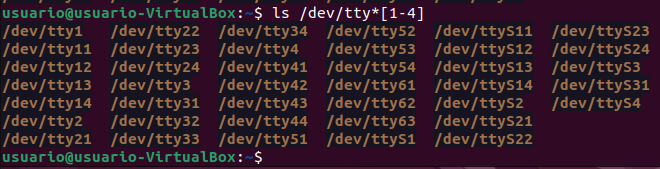 usuario@usuario-VirtualBox:~$ ls /dev/tty*[1-4]
/dev/tty1 /dev/tty22 /dev/tty34 /dev/tty52 /dev/ttyS11 /dev/ttyS23
/dev/tty11 /dev/tty23 /dev/tty4 /dev/tty53 /dev/ttyS12 /dev/ttyS24
/dev/tty12 /dev/tty24 /dev/tty41 /dev/tty54 /dev/ttyS13 /dev/ttyS3
/dev/tty13 /dev/tty3 /dev/tty42 /dev/tty61 /dev/ttyS14 /dev/ttyS31
/dev/tty14 /dev/tty31 /dev/tty43 /dev/tty62 /dev/ttyS2 /dev/ttyS4
/dev/tty2 /dev/tty32 /dev/tty44 /dev/tty63 /dev/ttyS21
/dev/tty21 /dev/tty33 /dev/tty51 /dev/ttyS1 /dev/ttyS22
usuario@usuario-VirtualBox:~$